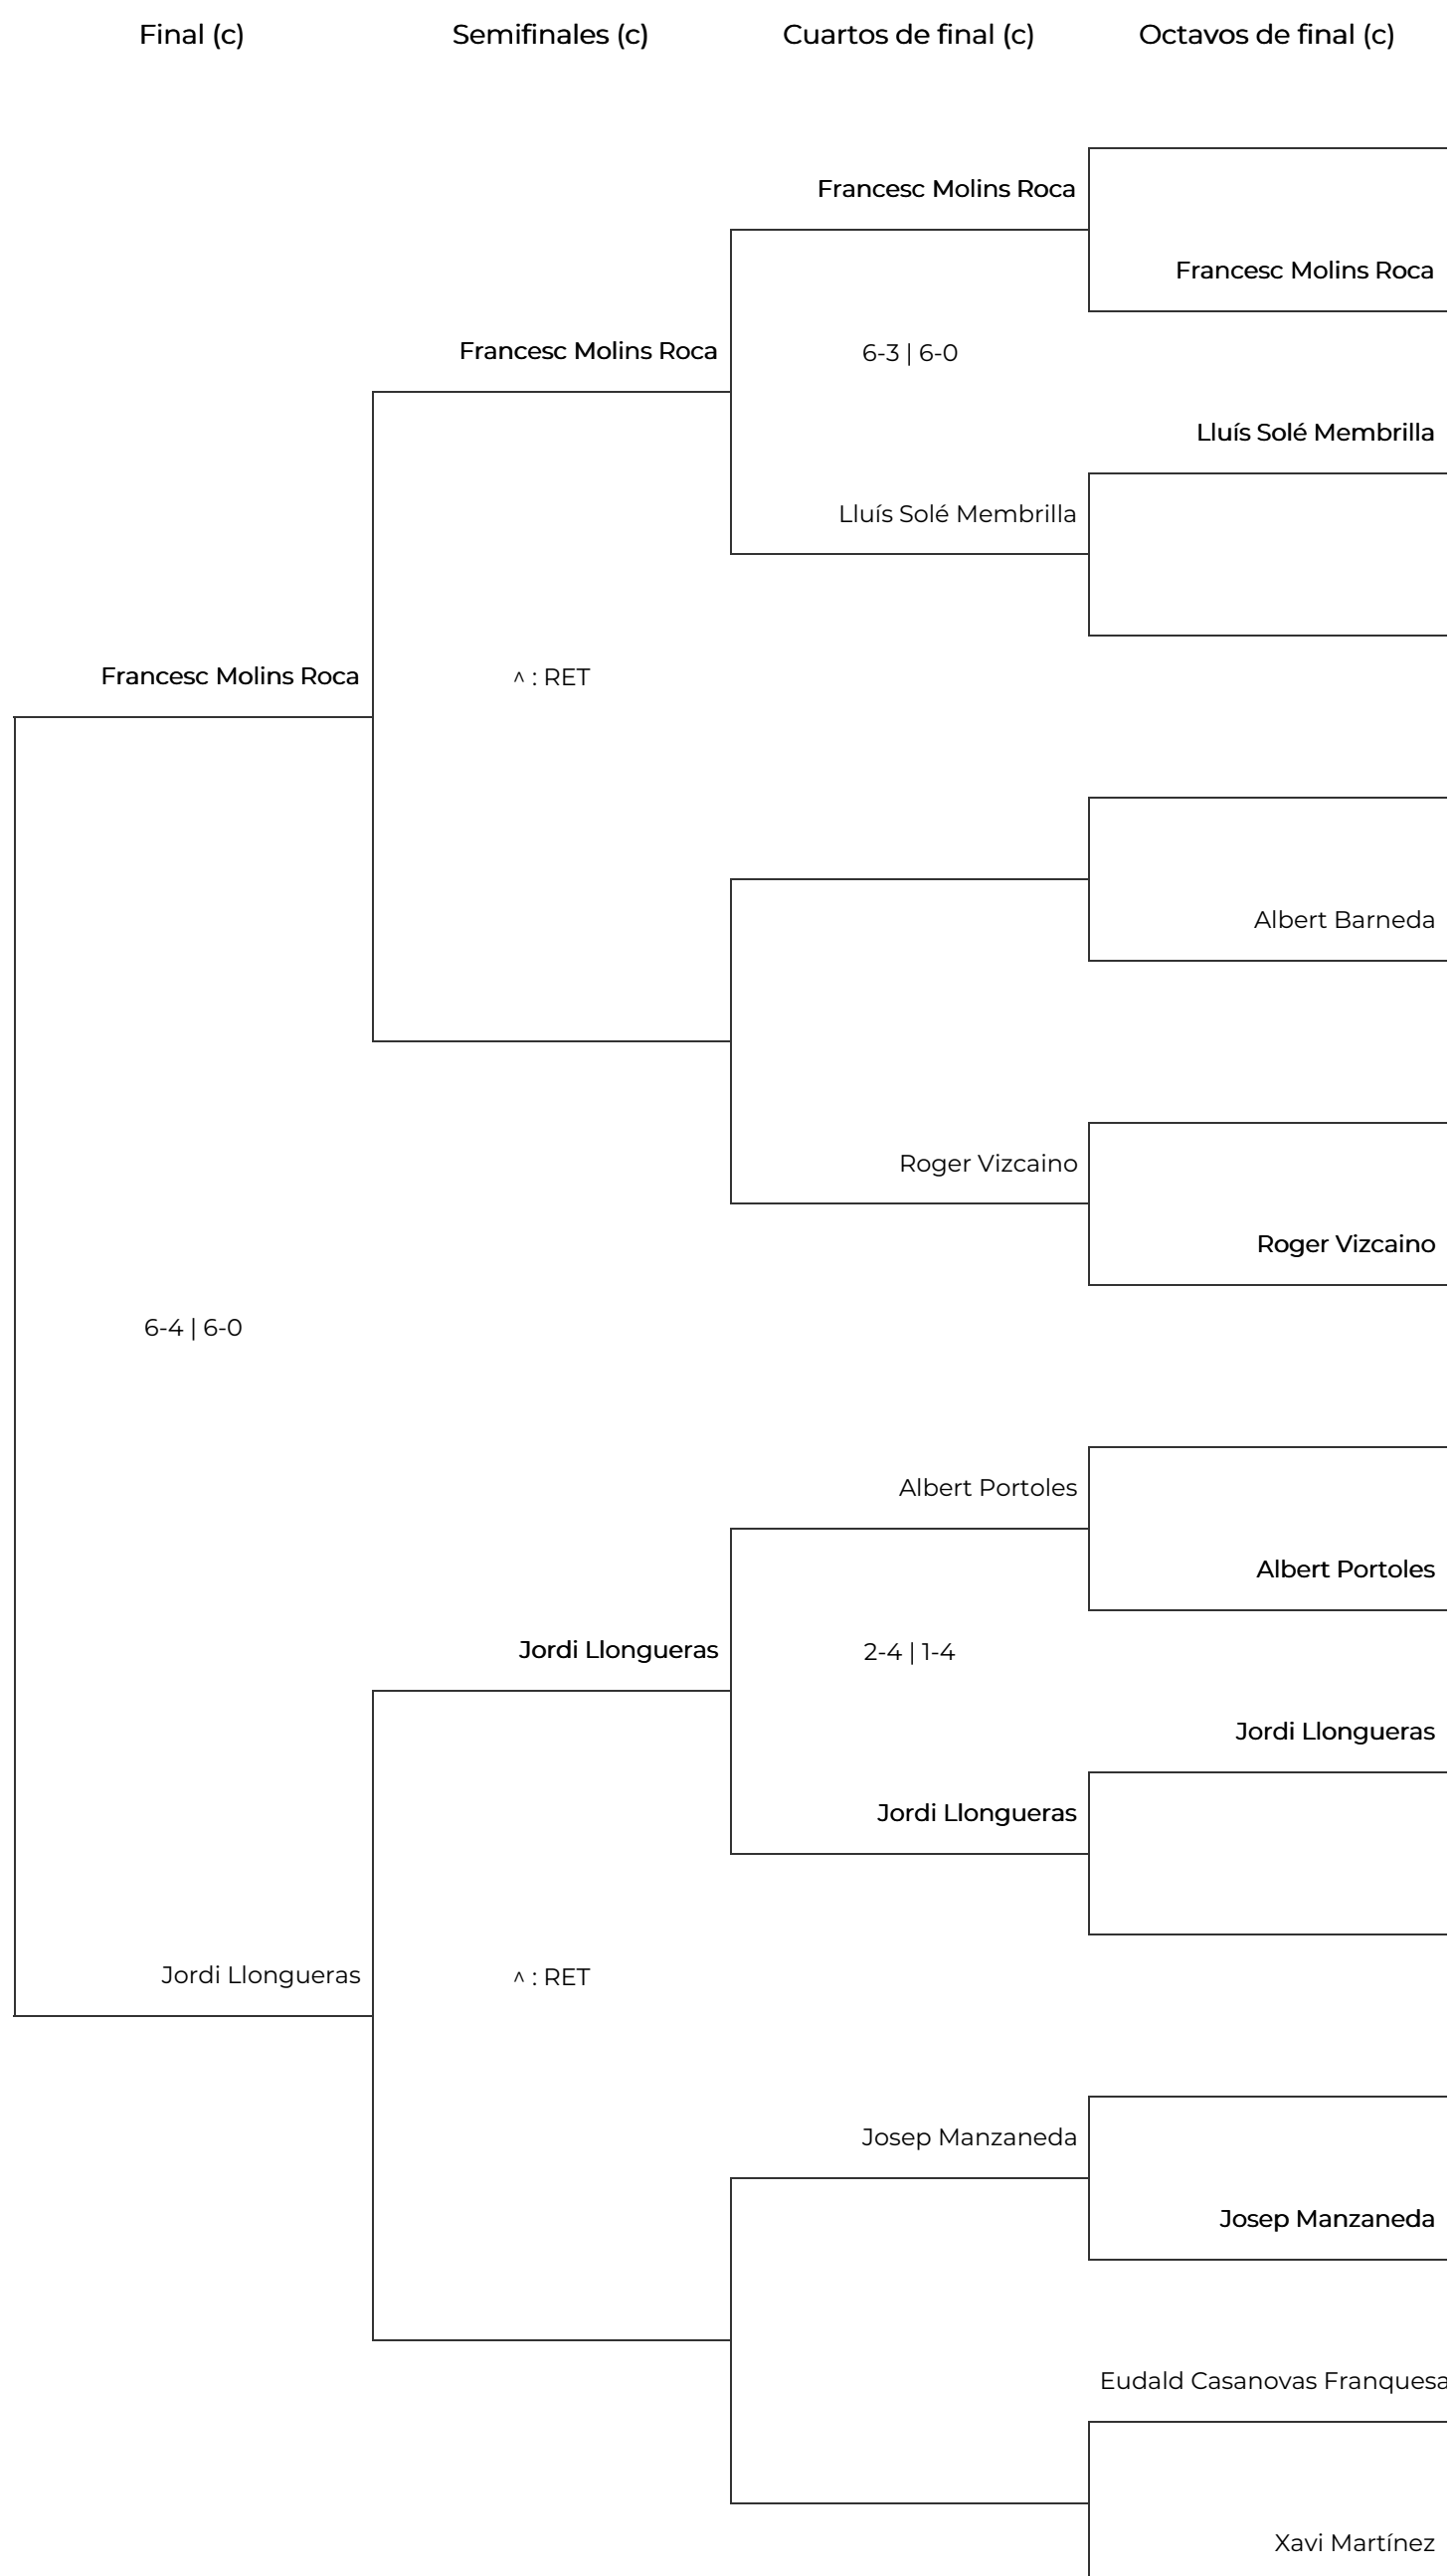 Final (c)
Semifinales (c)
Cuartos de final (c)
Octavos de final (c)
Francesc Molins Roca
Francesc Molins Roca
Francesc Molins Roca
6-3 | 6-0
Lluís Solé Membrilla
Lluís Solé Membrilla
Francesc Molins Roca
^ : RET
Albert Barneda
Roger Vizcaino
Roger Vizcaino
6-4 | 6-0
Albert Portoles
Albert Portoles
Jordi Llongueras
2-4 | 1-4
Jordi Llongueras
Jordi Llongueras
Jordi Llongueras
^ : RET
Josep Manzaneda
Josep Manzaneda
Eudald Casanovas Franquesa
Xavi Martínez